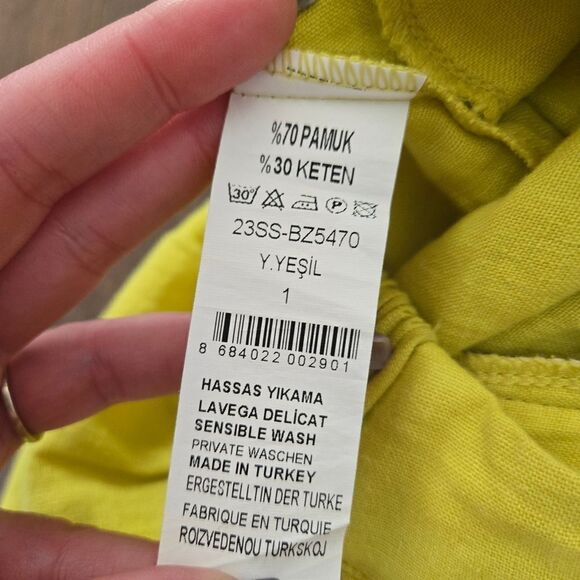 %70 PAMUK
%30 KETEN
30° P
23SS-BZ5470
Y.YEŞİL
1
8 684022 002901
HASSAS YIKAMA
LAVEGA DELİCAT
SENSIBLE WASH
PRIVATE WASCHEN
MADE IN TURKEY
ERGESTELLTIN DER TURKE
FABRIQUE EN TURQUIE
ROIZVEDENOU TURKSKOJ